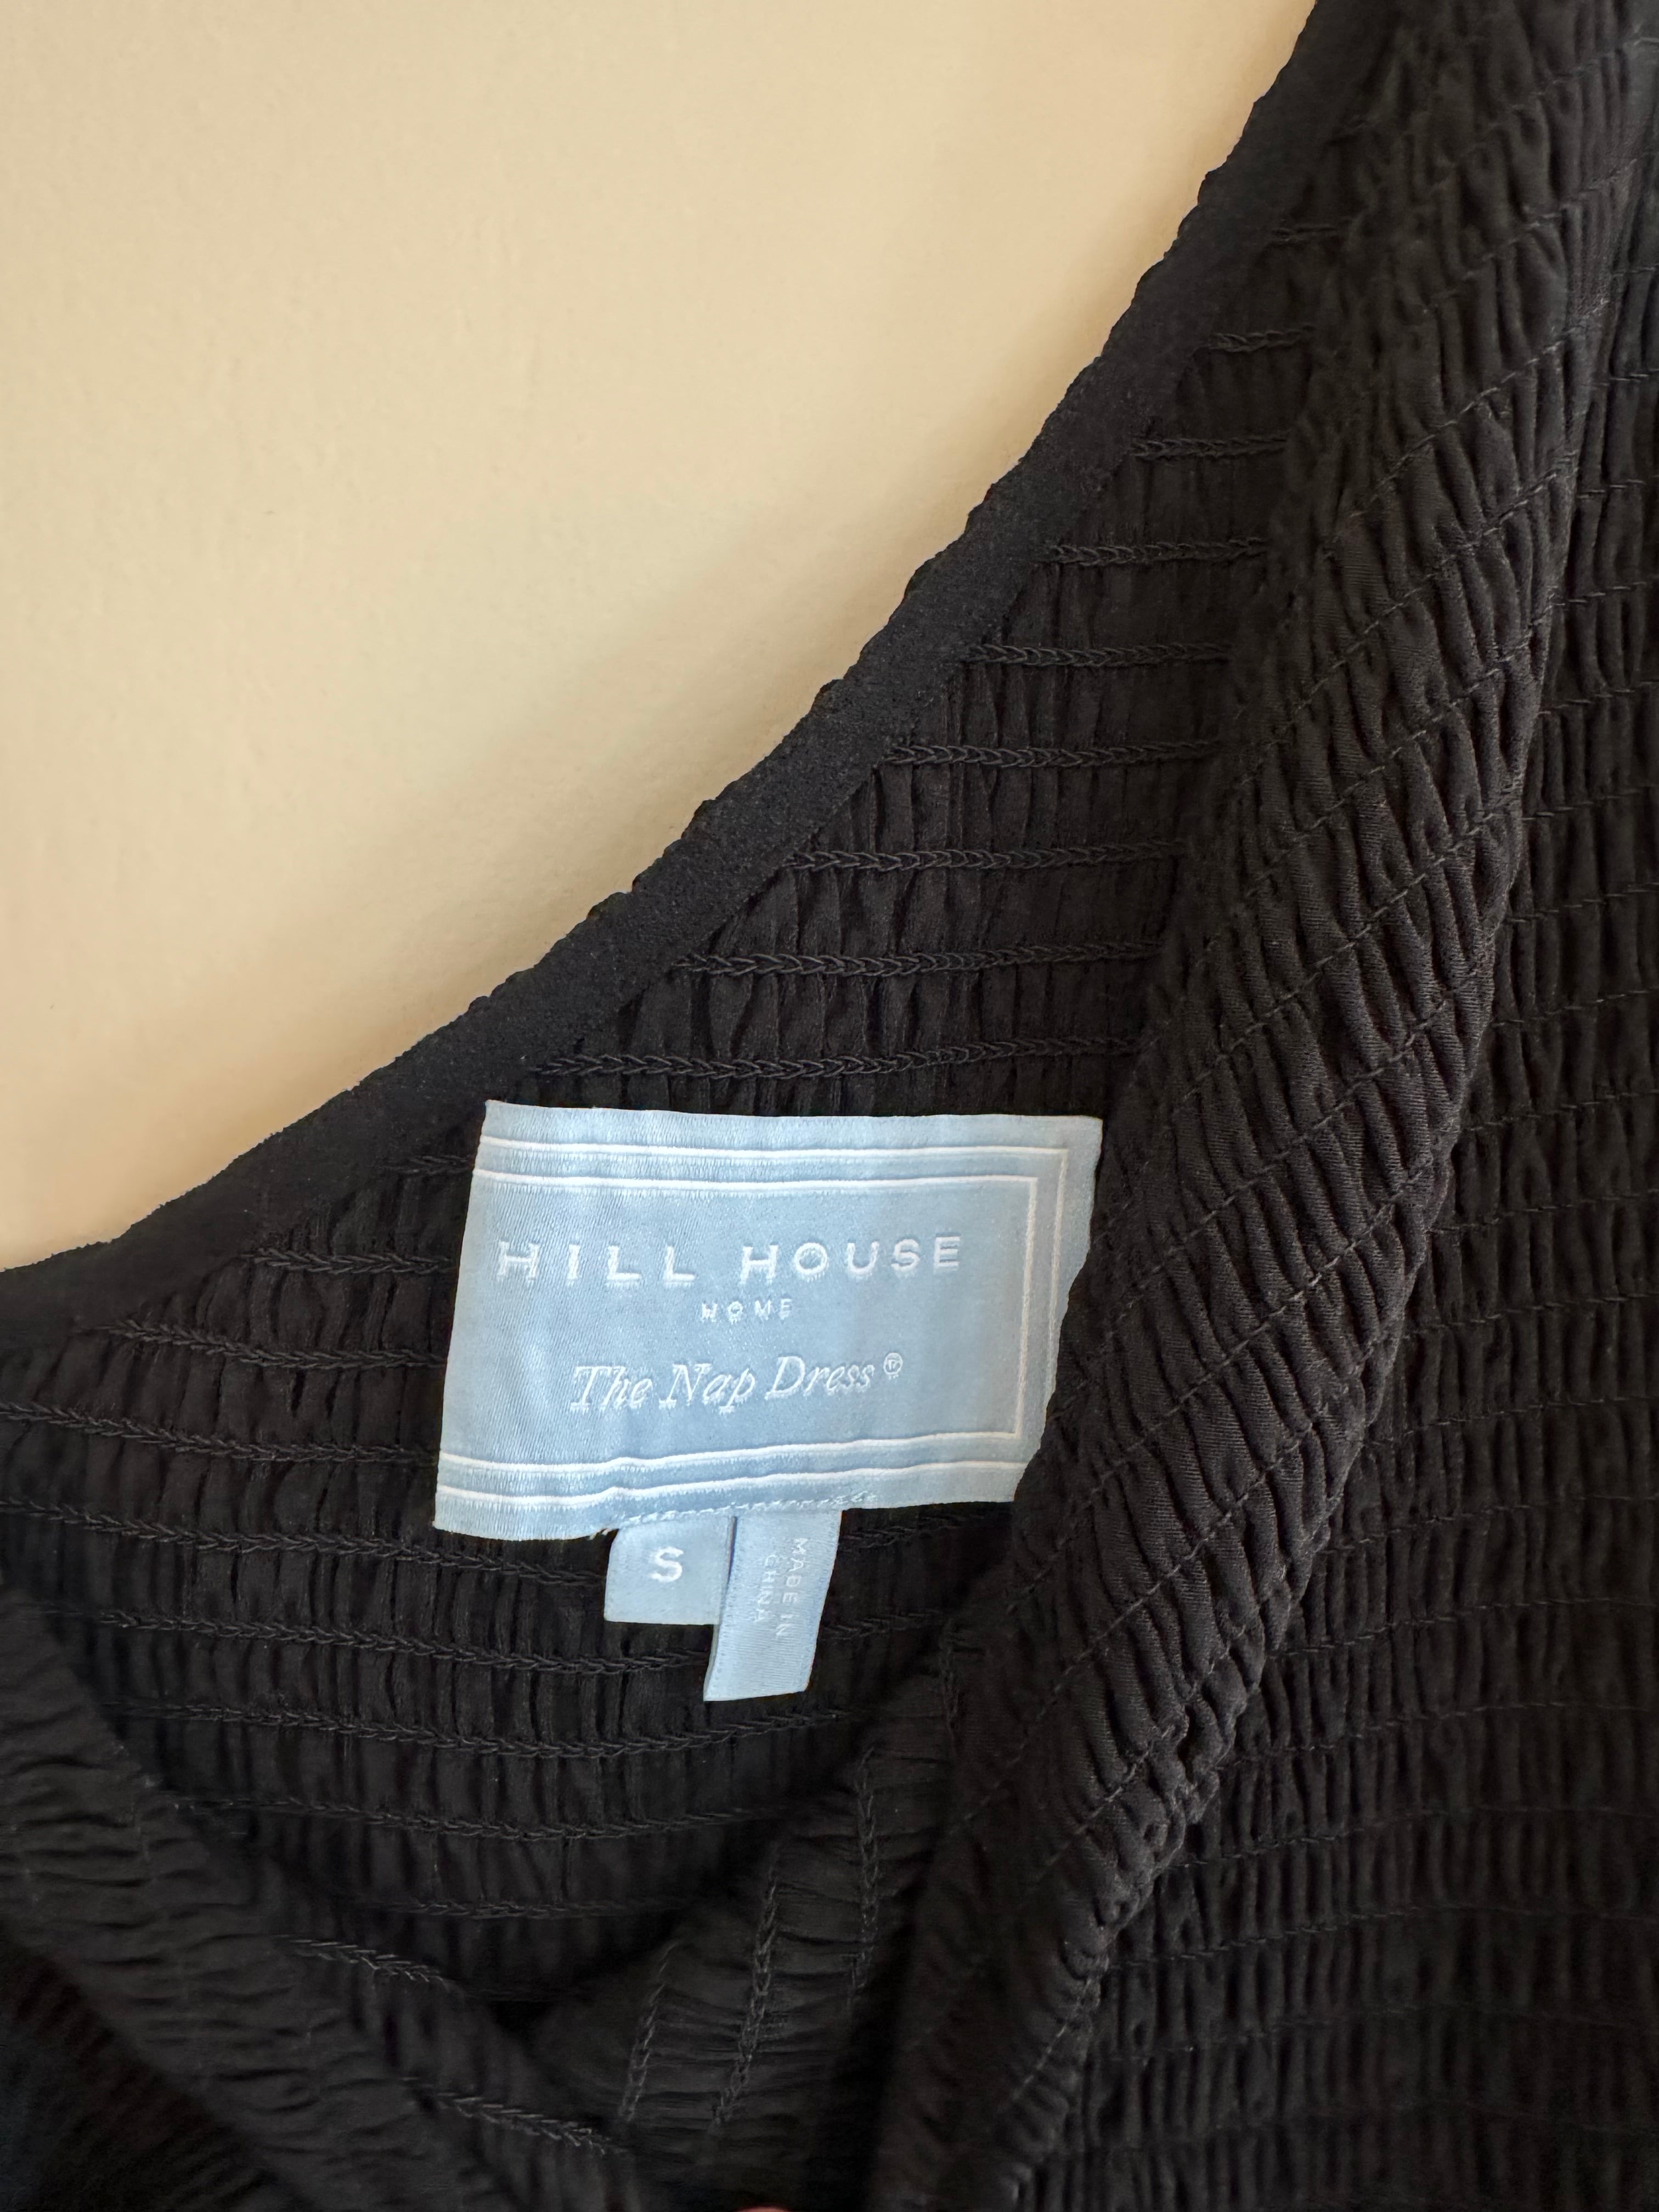 HILL HOUSE
HOME
The Nap Dress®
S
MADE IN
CHINA